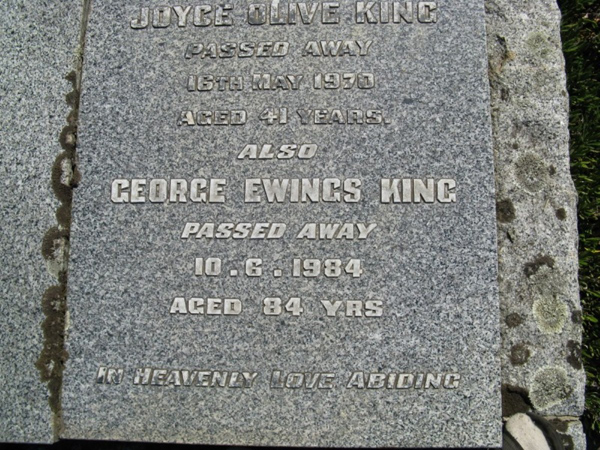 JOYCE OLIVE KING
PASSED AWAY
16TH MAY 1970
AGED 41 YEARS.
ALSO
GEORGE EWINGS KING
PASSED AWAY
10.6.1984
AGED 84 YRS
IN HEAVENLY LOVE ABIDING